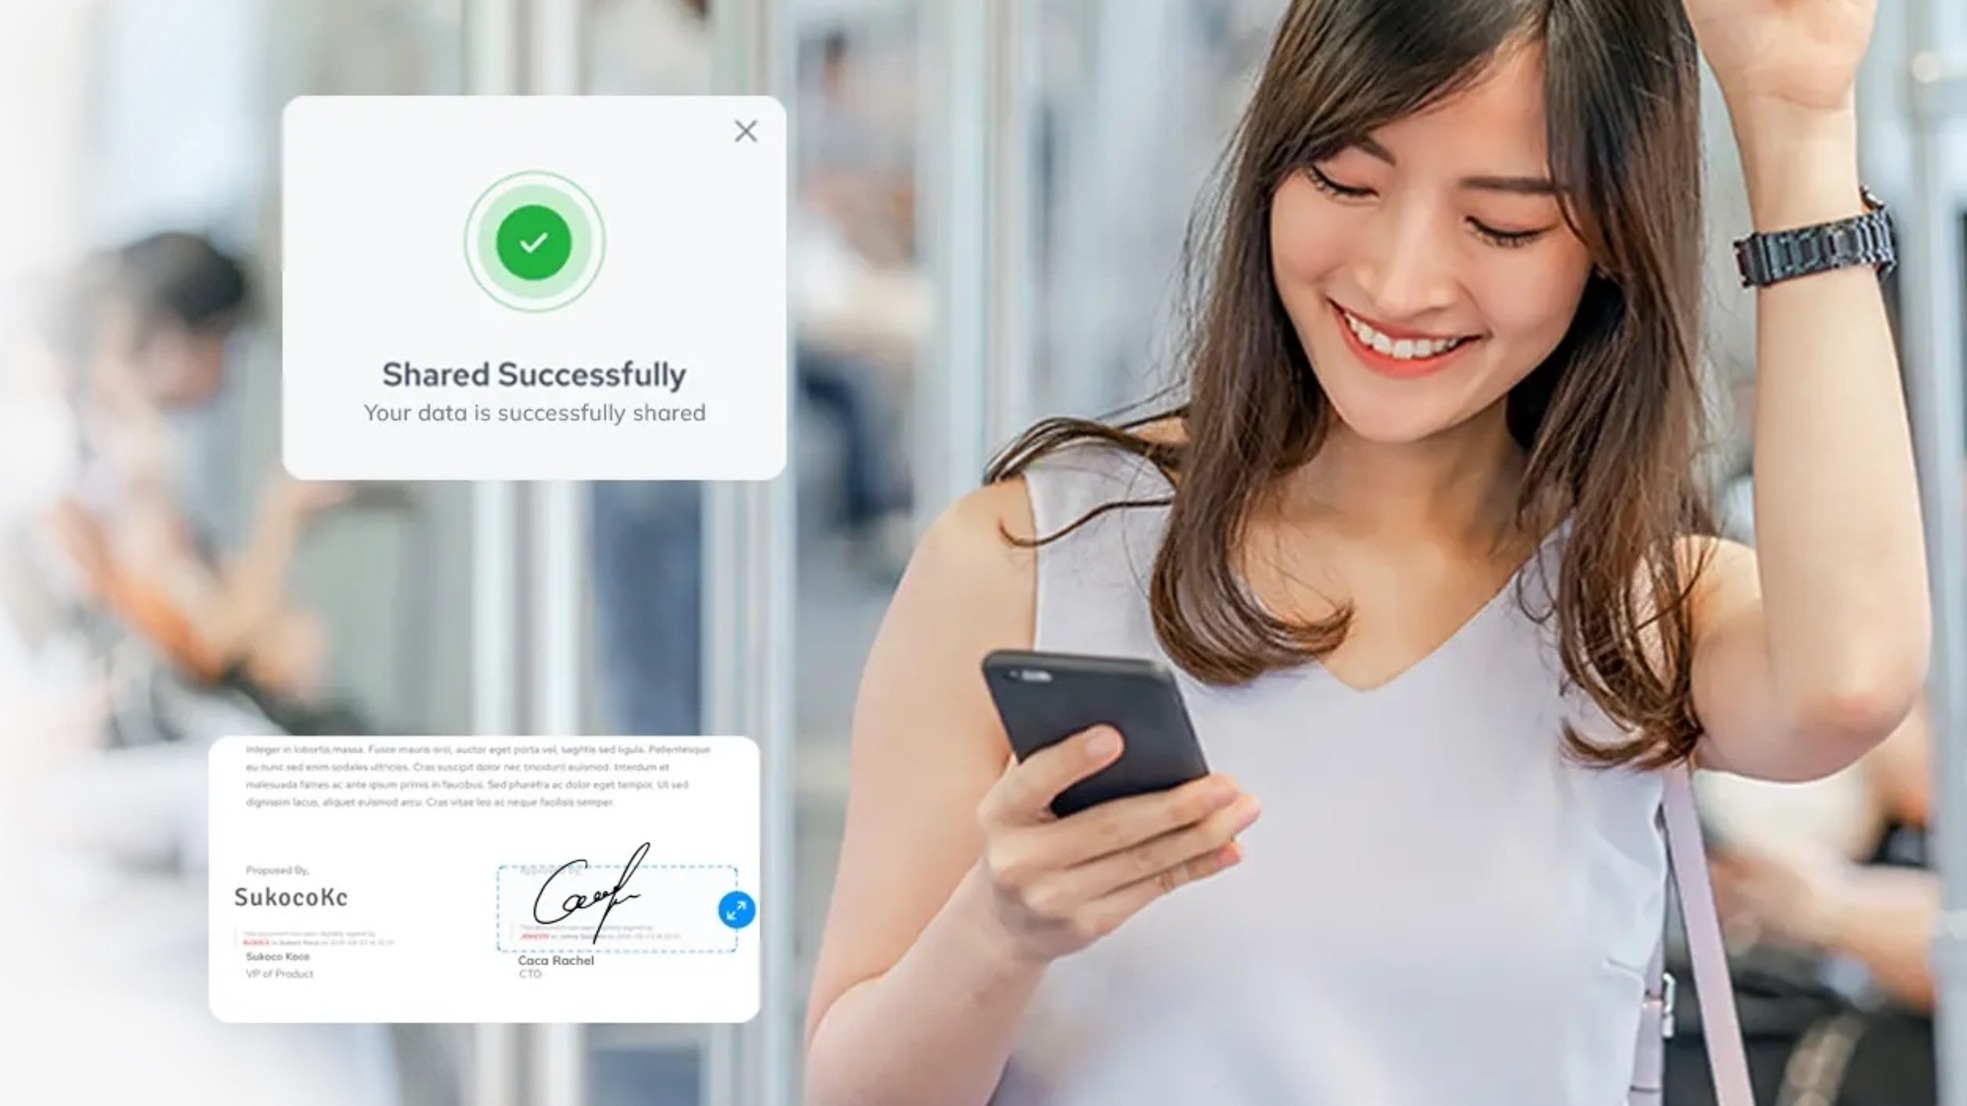 Shared Successfully
Your data is successfully shared
Integer in lobortis massa. Fusce mauris orci, auctor eget porta vel, sagittis sed ligula. Pellentesque
eu nunc sed enim sodales ultricies. Cras suscipit dolor nec tincidunt euismod. Interdum et
malesuada fames ac ante ipsum primis in faucibus. Sed pharetra ac dolor eget tempor. Ut sed
dignissim lacus, aliquet euismod arcu. Cras vitae leo ac neque facilisis semper.
Proposed By,
SukocoKc
Sukoco Koco
VP of Product
Caca Rachel
CTO